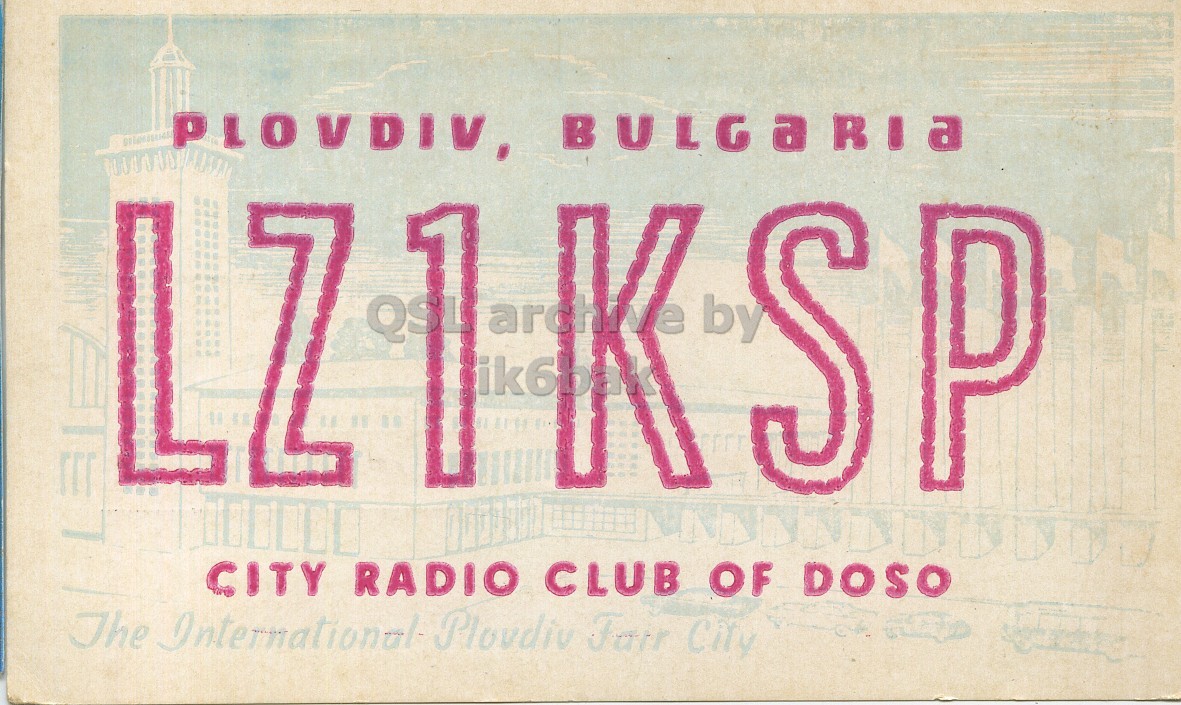 PLOVDIV, BULGARIA
LZ1KSP
QSL archive by
ik6bak
CITY RADIO CLUB OF DOSO
The International Plovdiv Fair City